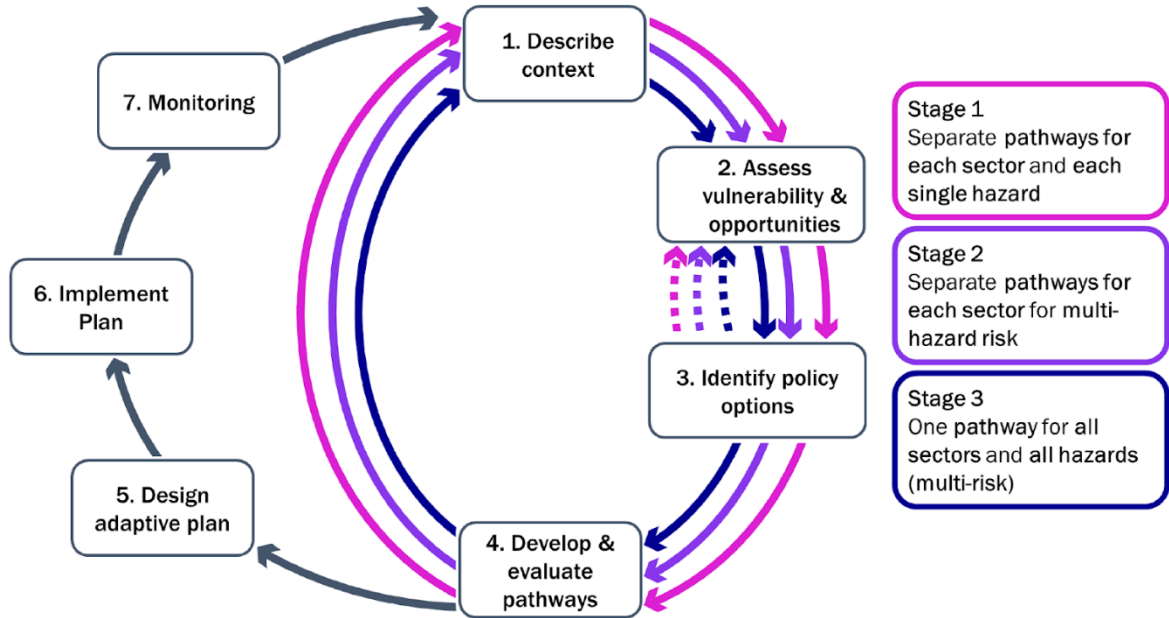 1. Describe
context
2. Assess
vulnerability &
opportunities
3. Identify policy
options
4. Develop &
evaluate
pathways
5. Design
adaptive plan
6. Implement
Plan
7. Monitoring
Stage 1
Separate pathways for
each sector and each
single hazard
Stage 2
Separate pathways for
each sector for multi-
hazard risk
Stage 3
One pathway for all
sectors and all hazards
(multi-risk)